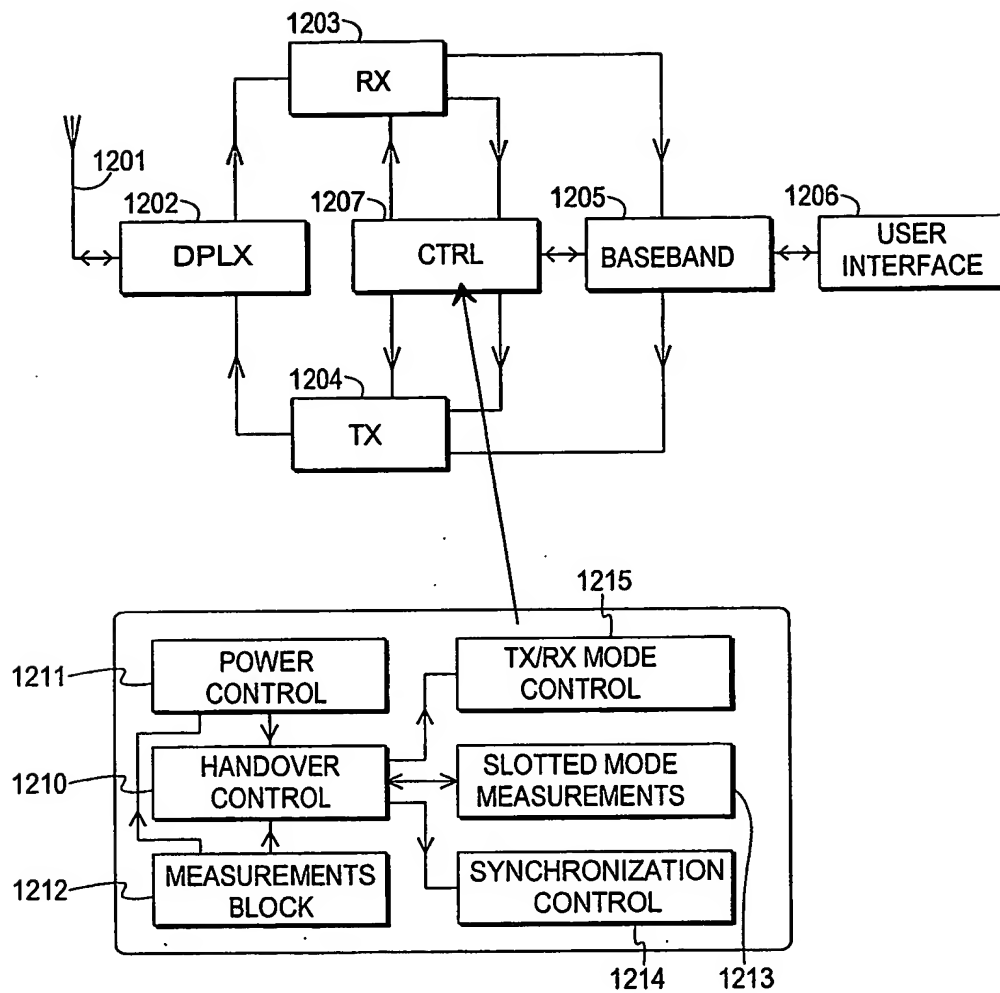 1203
RX
1201
1202
DPLX
1207
CTRL
1205
BASEBAND
1206
USER
INTERFACE
1204
TX
1215
1211
POWER
CONTROL
TX/RX MODE
CONTROL
1210
HANDOVER
CONTROL
SLOTTED MODE
MEASUREMENTS
1212
MEASUREMENTS
BLOCK
SYNCHRONIZATION
CONTROL
1214
1213